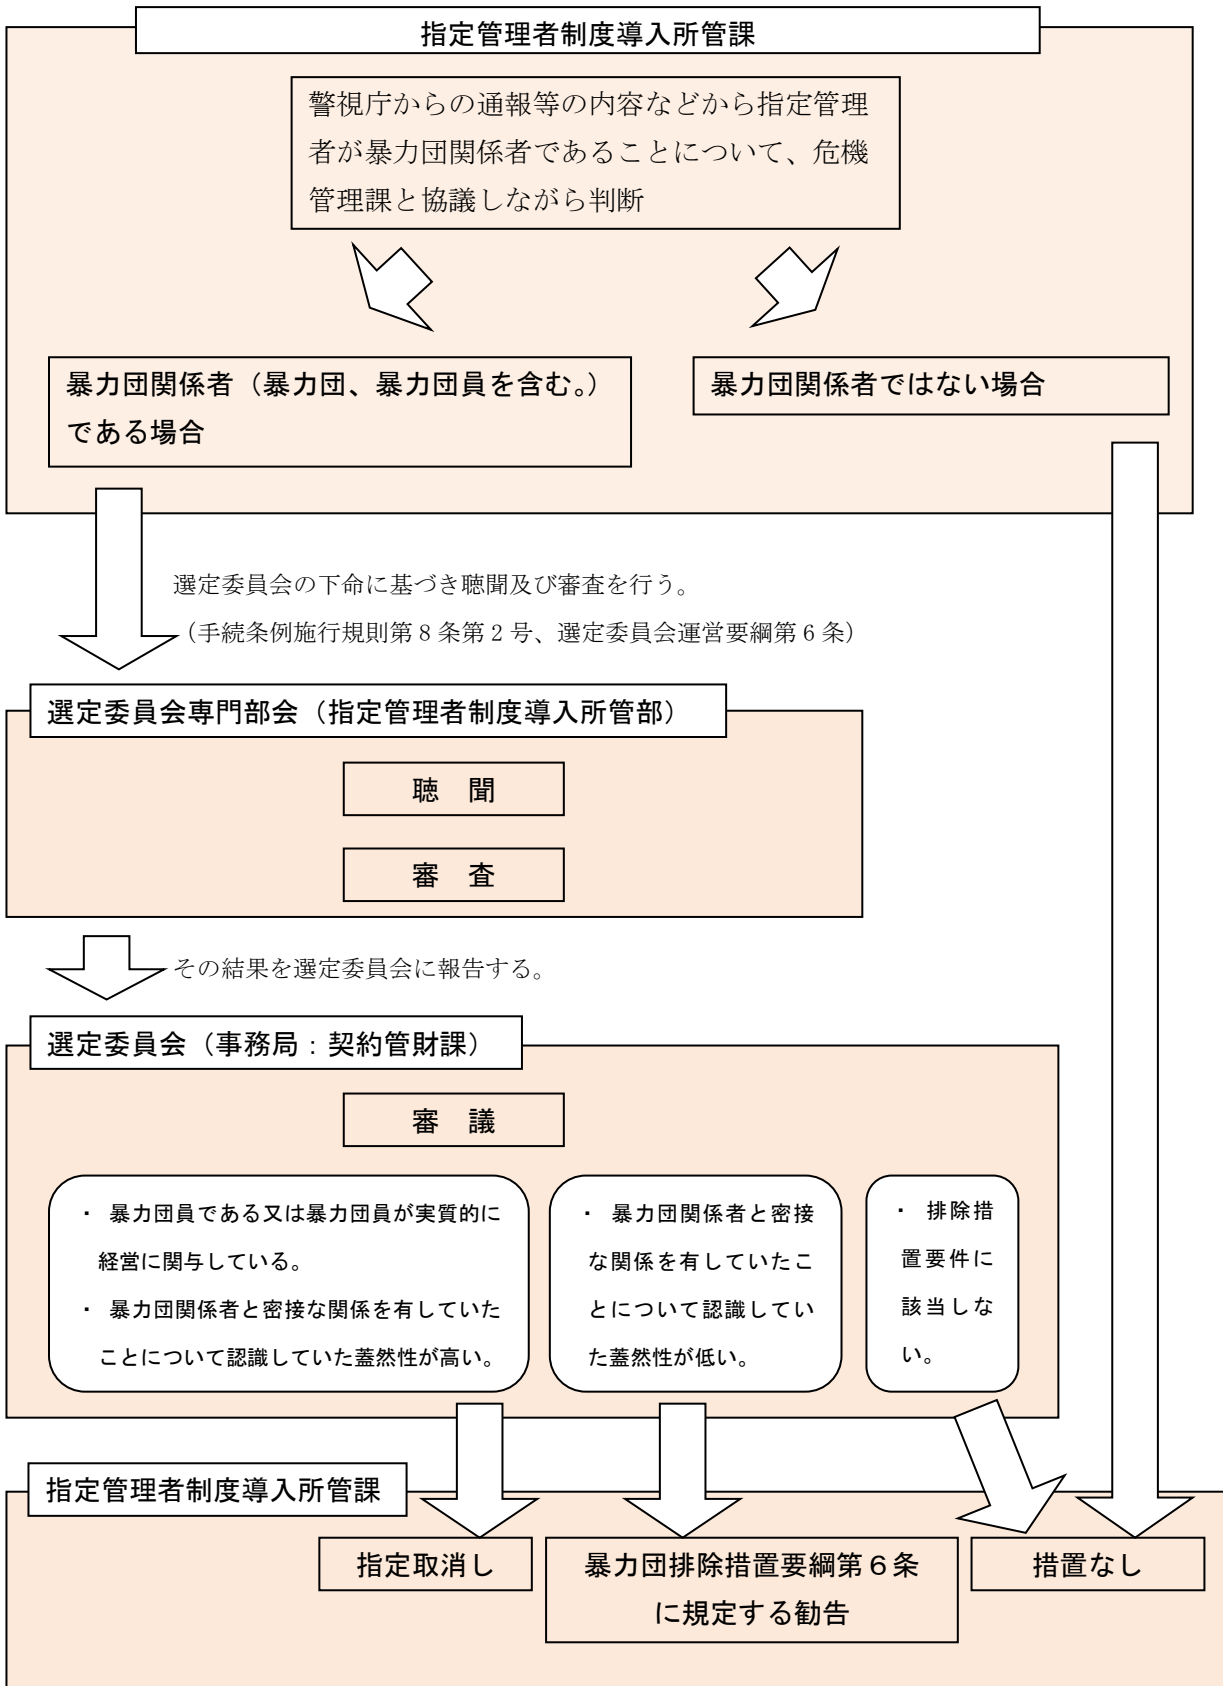 指定管理者制度導入所管課
警視庁からの通報等の内容などから指定管理
者が暴力団関係者であることについて、危機
管理課と協議しながら判断
暴力団関係者（暴力団、暴力団員を含む。）
である場合
暴力団関係者ではない場合
選定委員会の下命に基づき聴聞及び審査を行う。
（手続条例施行規則第８条第２号、選定委員会運営要綱第６条）
選定委員会専門部会（指定管理者制度導入所管部）
聴　聞
審　査
その結果を選定委員会に報告する。
選定委員会（事務局：契約管財課）
審　議
・ 暴力団員である又は暴力団員が実質的に
経営に関与している。
・ 暴力団関係者と密接な関係を有していた
ことについて認識していた蓋然性が高い。
・ 暴力団関係者と密接
な関係を有していたこ
とについて認識してい
た蓋然性が低い。
・ 排除措
置要件に
該当しな
い。
指定管理者制度導入所管課
指定取消し
暴力団排除措置要綱第６条
に規定する勧告
措置なし